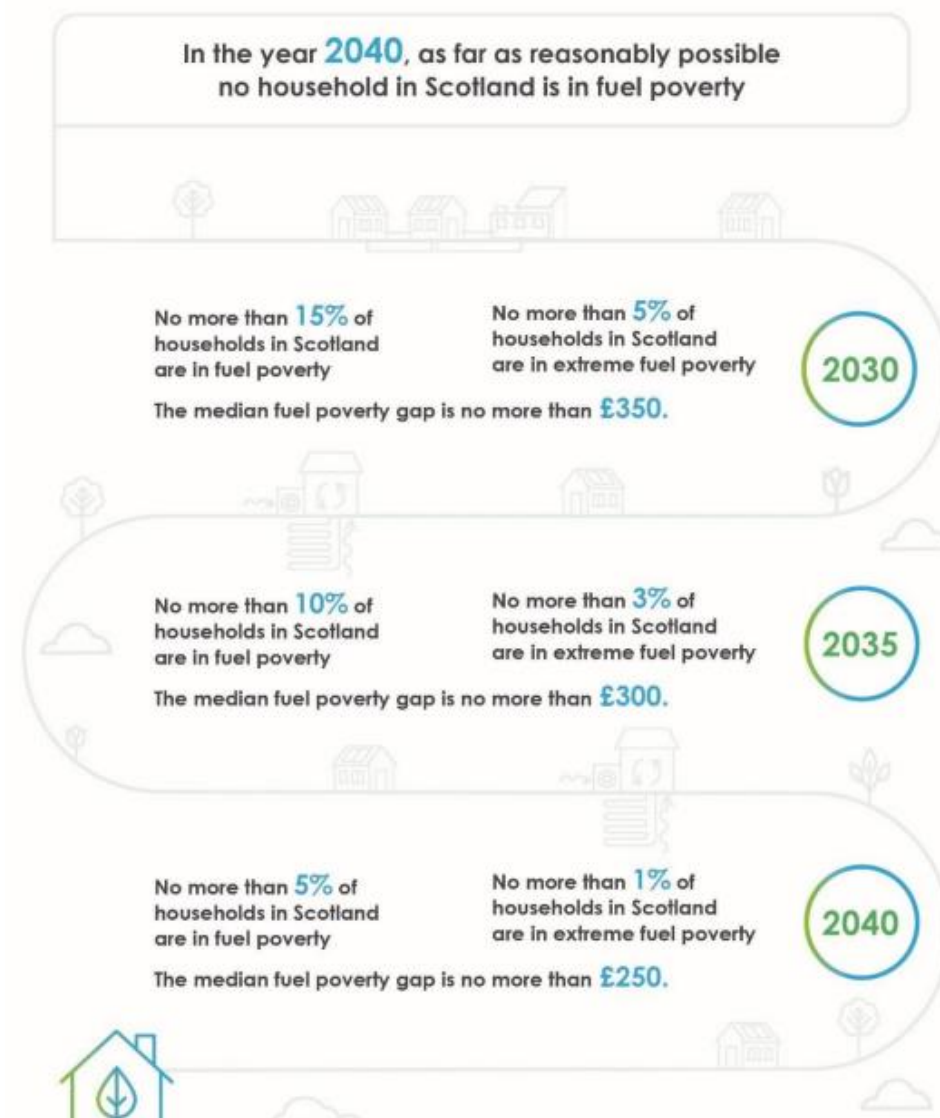 In the year 2040, as far as reasonably possible
no household in Scotland is in fuel poverty
No more than 15% of
households in Scotland
are in fuel poverty
No more than 5% of
households in Scotland
are in extreme fuel poverty
2030
The median fuel poverty gap is no more than £350.
No more than 10% of
households in Scotland
are in fuel poverty
No more than 3% of
households in Scotland
are in extreme fuel poverty
2035
The median fuel poverty gap is no more than £300.
No more than 5% of
households in Scotland
are in fuel poverty
No more than 1% of
households in Scotland
are in extreme fuel poverty
2040
The median fuel poverty gap is no more than £250.